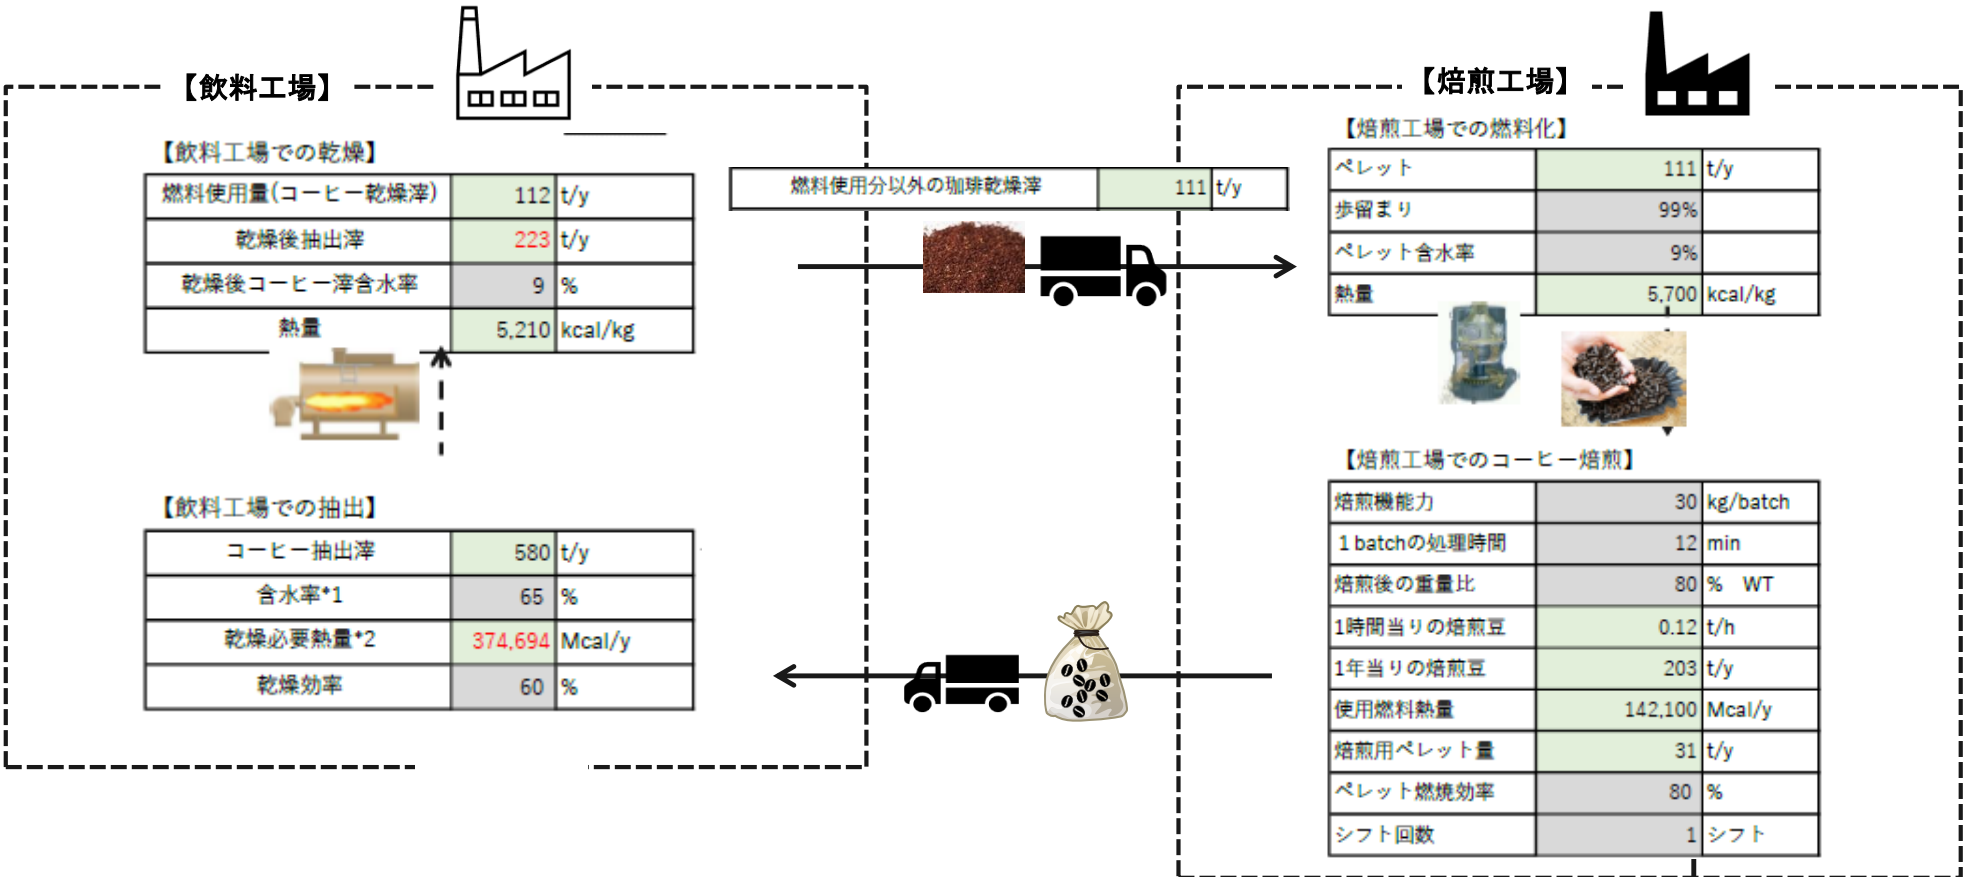 【飲料工場】
【飲料工場での乾燥】
燃料使用量(コーヒー乾燥滓) 112 t/y
乾燥後抽出滓 223 t/y
乾燥後コーヒー滓含水率 9 %
熱量 5,210 kcal/kg
【飲料工場での抽出】
コーヒー抽出滓 580 t/y
含水率*1 65 %
乾燥必要熱量*2 374,694 Mcal/y
乾燥効率 60 %
燃料使用分以外の珈琲乾燥滓 111 t/y
【焙煎工場】
【焙煎工場での燃料化】
ペレット 111 t/y
歩留まり 99%
ペレット含水率 9%
熱量 5,700 kcal/kg
【焙煎工場でのコーヒー焙煎】
焙煎機能力 30 kg/batch
1 batchの処理時間 12 min
焙煎後の重量比 80 % WT
1時間当りの焙煎豆 0.12 t/h
1年当りの焙煎豆 203 t/y
使用燃料熱量 142,100 Mcal/y
焙煎用ペレット量 31 t/y
ペレット燃焼効率 80 %
シフト回数 1 シフト